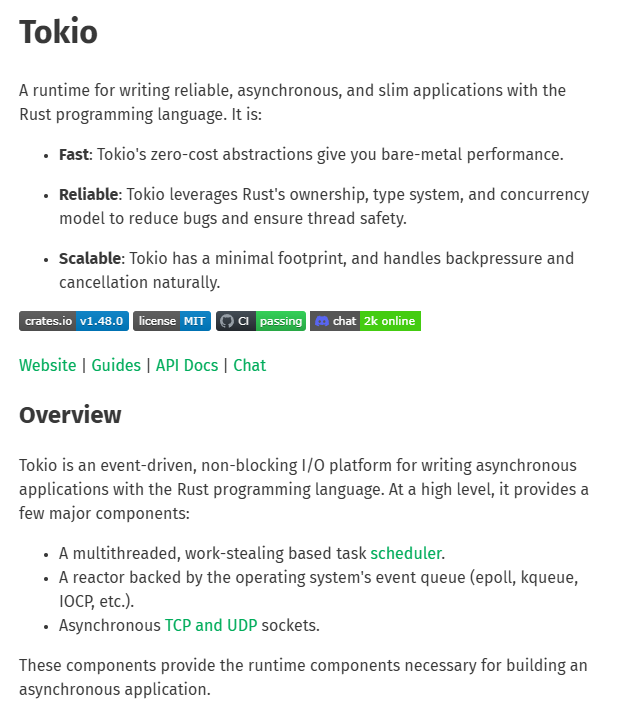 Tokio
A runtime for writing reliable, asynchronous, and slim applications with the
Rust programming language. It is:
• Fast: Tokio's zero-cost abstractions give you bare-metal performance.
• Reliable: Tokio leverages Rust's ownership, type system, and concurrency
model to reduce bugs and ensure thread safety.
• Scalable: Tokio has a minimal footprint, and handles backpressure and
cancellation naturally.
crates.io v1.48.0 license MIT CI passing chat 2k online
Website | Guides | API Docs | Chat
Overview
Tokio is an event-driven, non-blocking I/O platform for writing asynchronous
applications with the Rust programming language. At a high level, it provides a
few major components:
• A multithreaded, work-stealing based task scheduler.
• A reactor backed by the operating system's event queue (epoll, kqueue,
IOCP, etc.).
• Asynchronous TCP and UDP sockets.
These components provide the runtime components necessary for building an
asynchronous application.